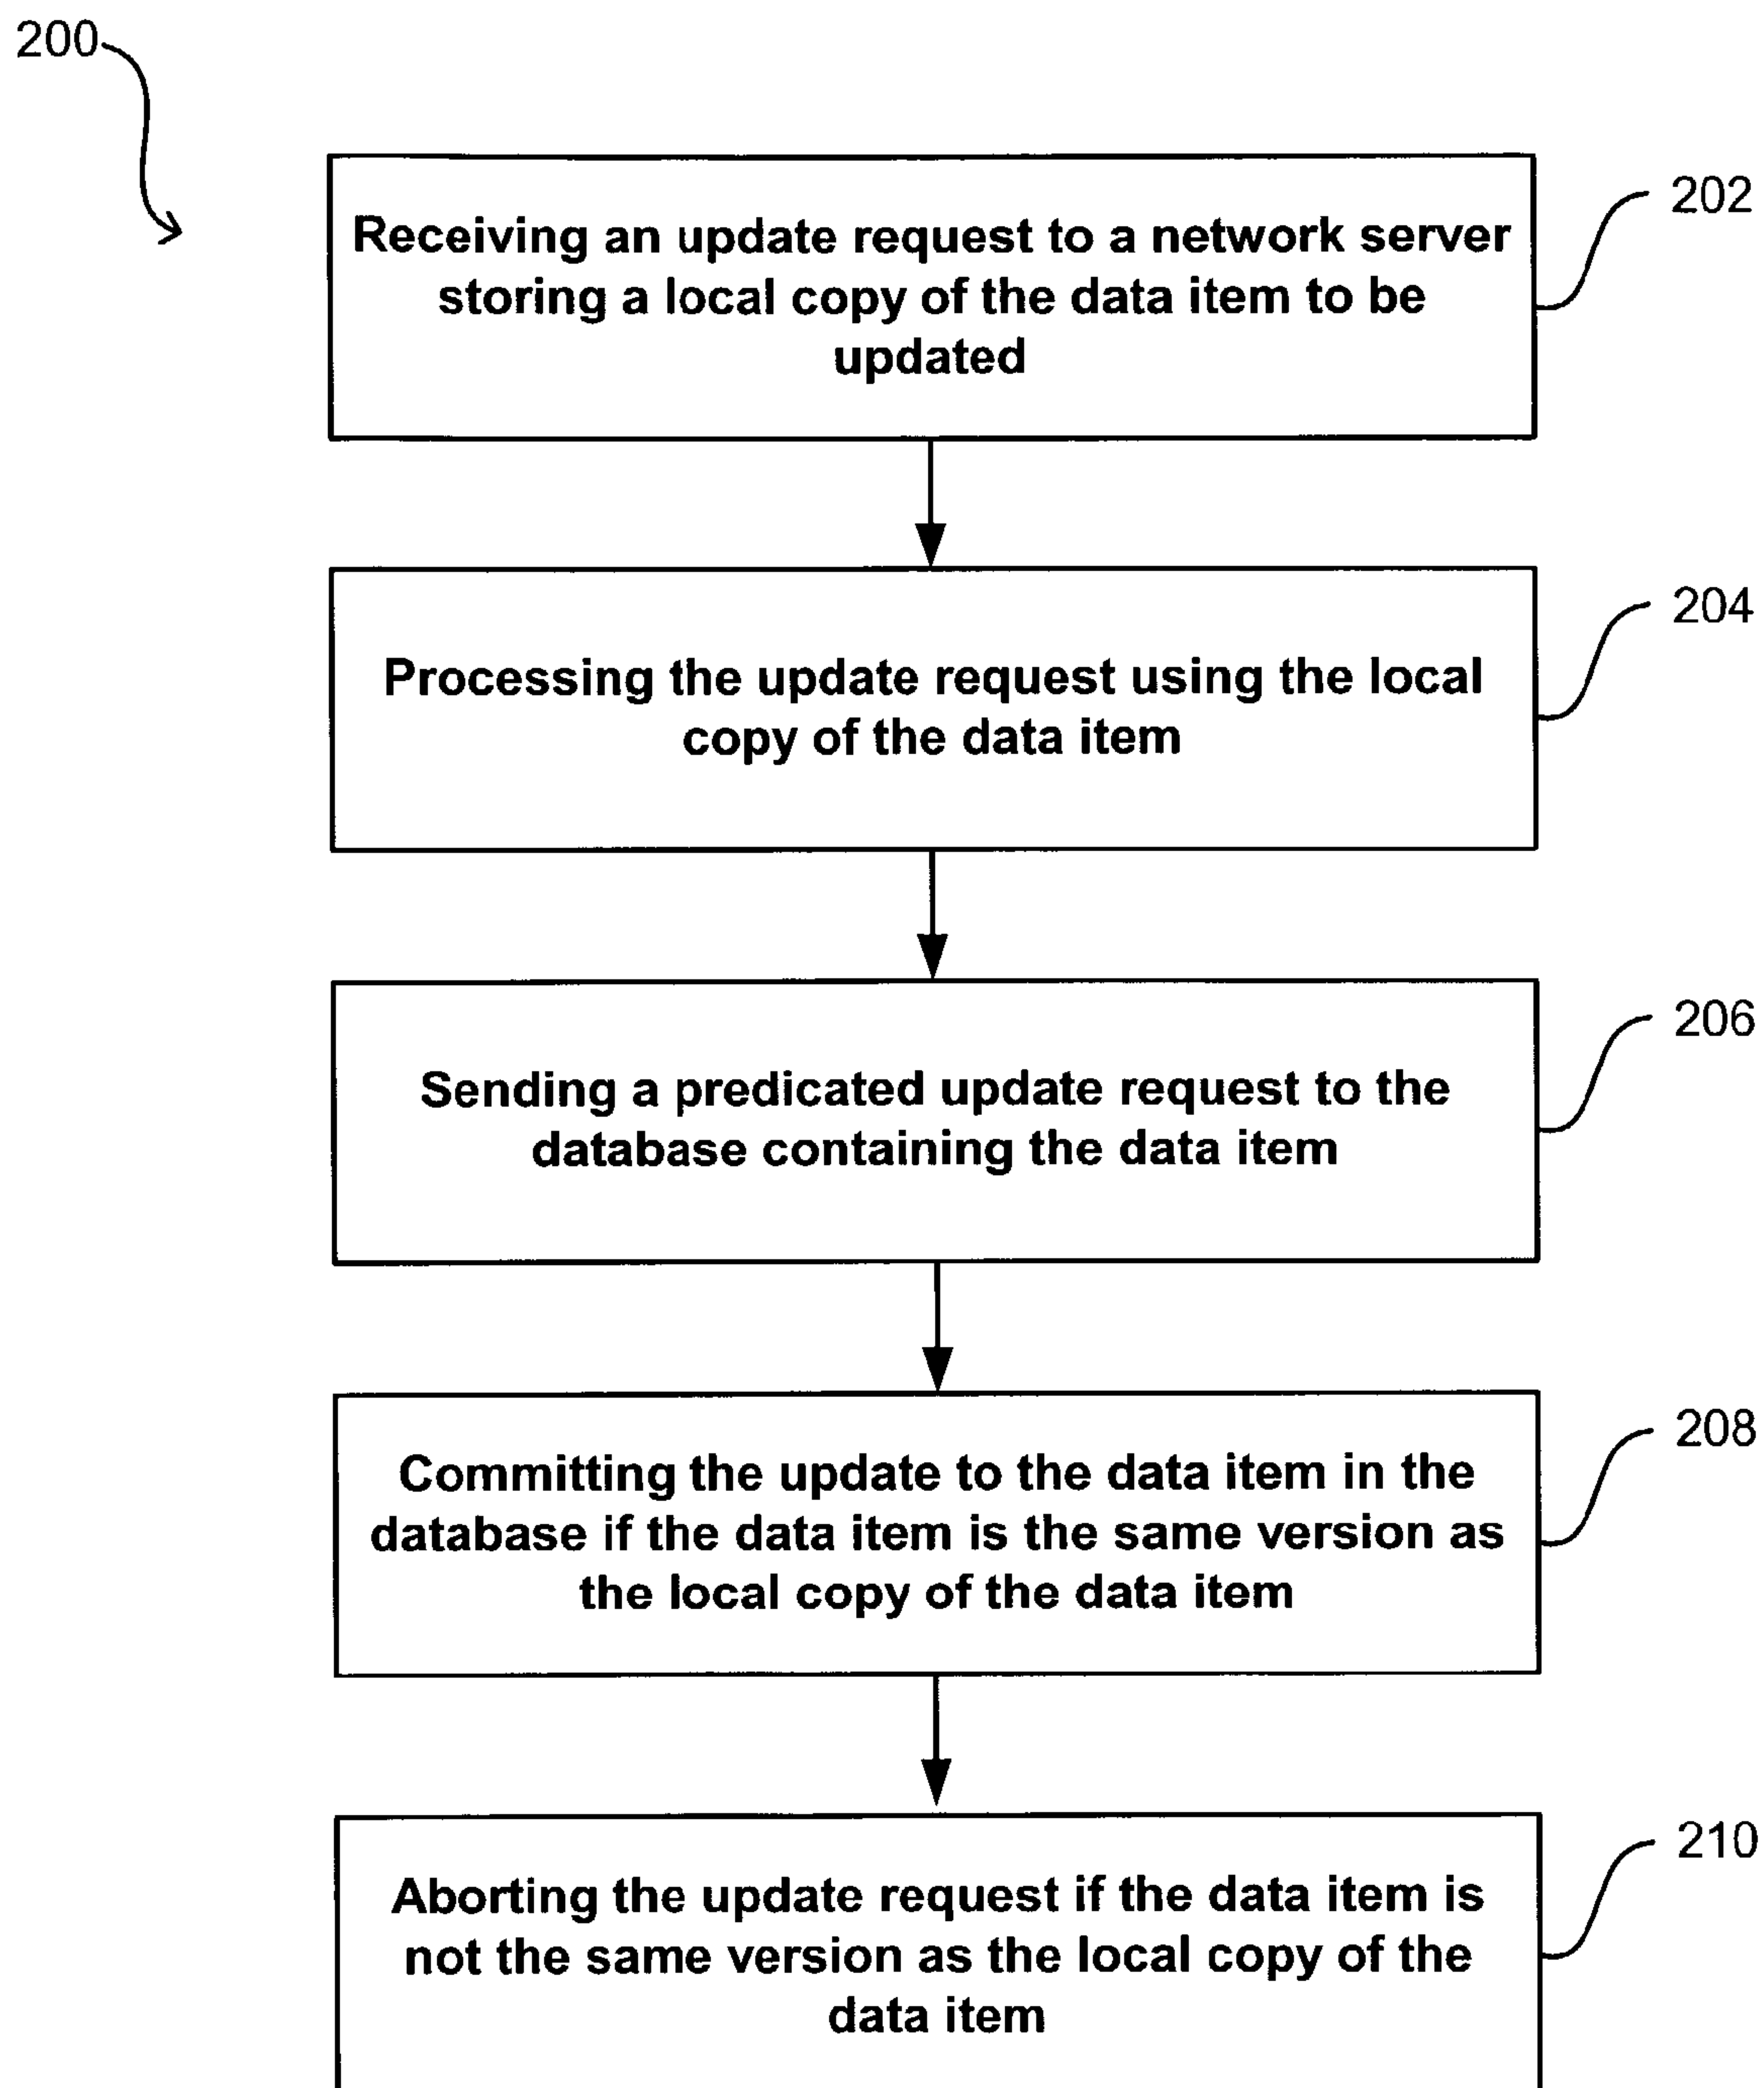 200
202
Receiving an update request to a network server
storing a local copy of the data item to be
updated
204
Processing the update request using the local
copy of the data item
206
Sending a predicated update request to the
database containing the data item
208
Committing the update to the data item in the
database if the data item is the same version as
the local copy of the data item
210
Aborting the update request if the data item is
not the same version as the local copy of the
data item